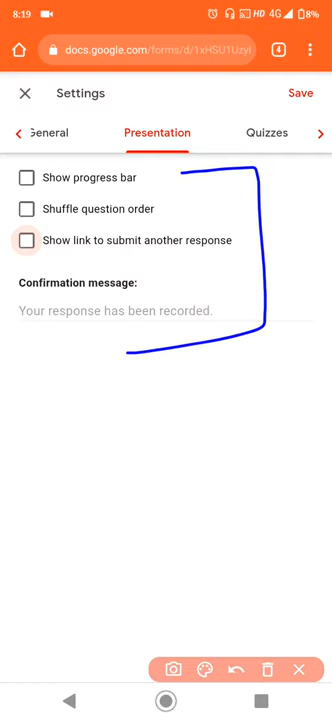 8:19 HD 4G 8%
docs.google.com/forms/d/1xHSU1Uzyl 4
Settings Save
General Presentation Quizzes
Show progress bar
Shuffle question order
Show link to submit another response
Confirmation message:
Your response has been recorded.